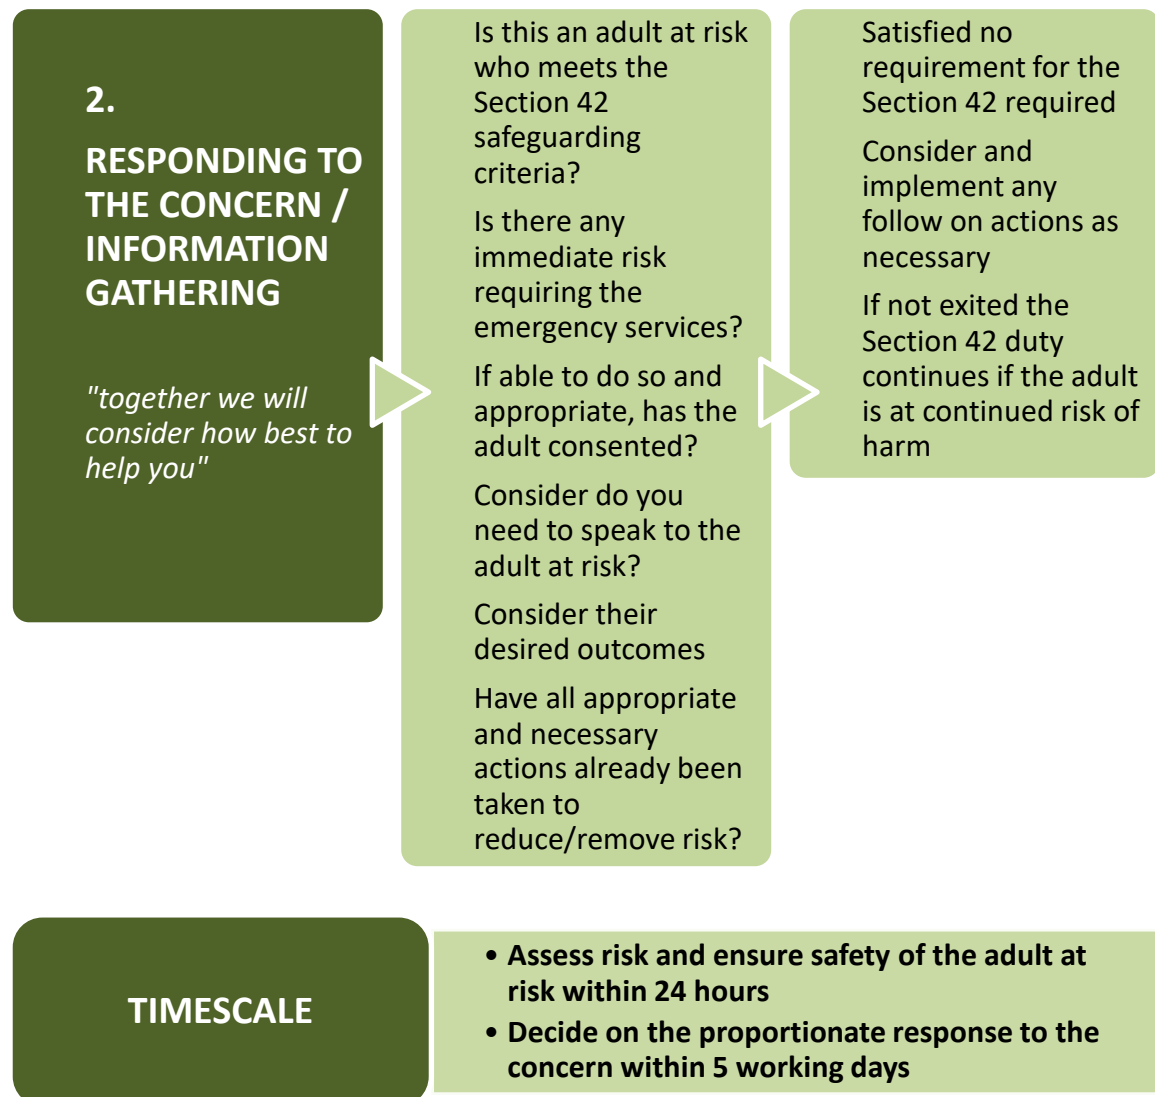 2.
RESPONDING TO
THE CONCERN /
INFORMATION
GATHERING
"together we will
consider how best to
help you"
Is this an adult at risk
who meets the
Section 42
safeguarding
criteria?
Is there any
immediate risk
requiring the
emergency services?
If able to do so and
appropriate, has the
adult consented?
Consider do you
need to speak to the
adult at risk?
Consider their
desired outcomes
Have all appropriate
and necessary
actions already been
taken to
reduce/remove risk?
Satisfied no
requirement for the
Section 42 required
Consider and
implement any
follow on actions as
necessary
If not exited the
Section 42 duty
continues if the adult
is at continued risk of
harm
TIMESCALE
• Assess risk and ensure safety of the adult at
risk within 24 hours
• Decide on the proportionate response to the
concern within 5 working days